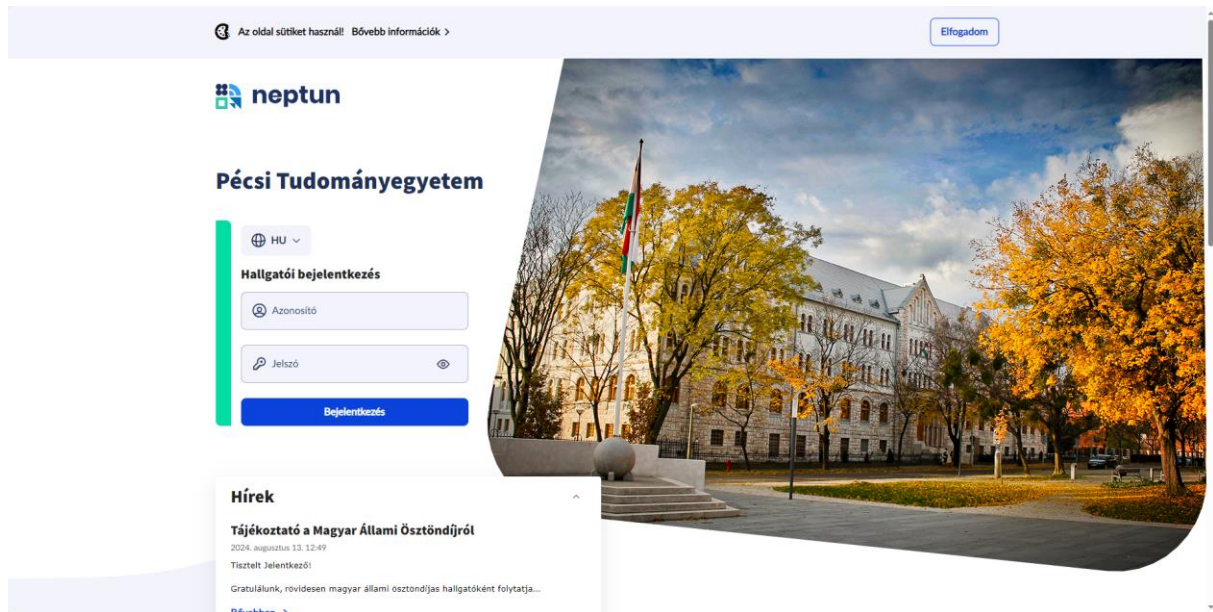 Az oldal sütiket használ! Bővebb információk >
Elfogadom
neptun
Pécsi Tudományegyetem
HU
Hallgatói bejelentkezés
Azonosító
Jelszó
Bejelentkezés
Hírek
Tájékoztató a Magyar Állami Ösztöndíjról
2024. augusztus 13. 12:49
Tisztelt Jelentkező!
Gratulálunk, rövidesen magyar állami ösztöndíjas hallgatóként folytatja...
Bővebben >